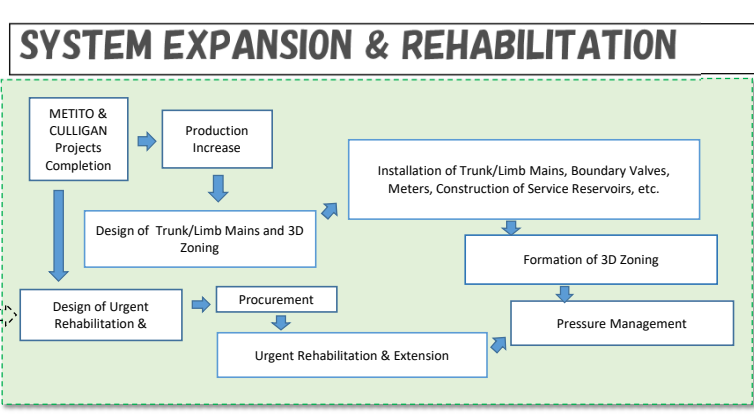 SYSTEM EXPANSION & REHABILITATION
METITO &
CULLIGAN
Projects
Completion
Production
Increase
Installation of Trunk/Limb Mains, Boundary Valves,
Meters, Construction of Service Reservoirs, etc.
Design of Trunk/Limb Mains and 3D
Zoning
Formation of 3D Zoning
Design of Urgent
Rehabilitation &
Procurement
Pressure Management
Urgent Rehabilitation & Extension